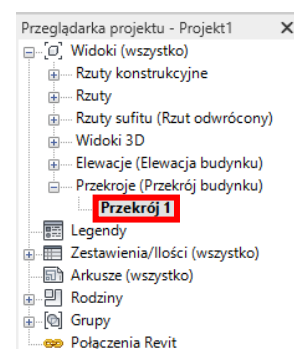 Przeglądarka projektu - Projekt1
Widoki (wszystko)
Rzuty konstrukcyjne
Rzuty
Rzuty sufitu (Rzut odwrócony)
Widoki 3D
Elewacje (Elewacja budynku)
Przekroje (Przekrój budynku)
Przekrój 1
Legendy
Zestawienia/Ilości (wszystko)
Arkusze (wszystko)
Rodziny
Grupy
Połączenia Revit